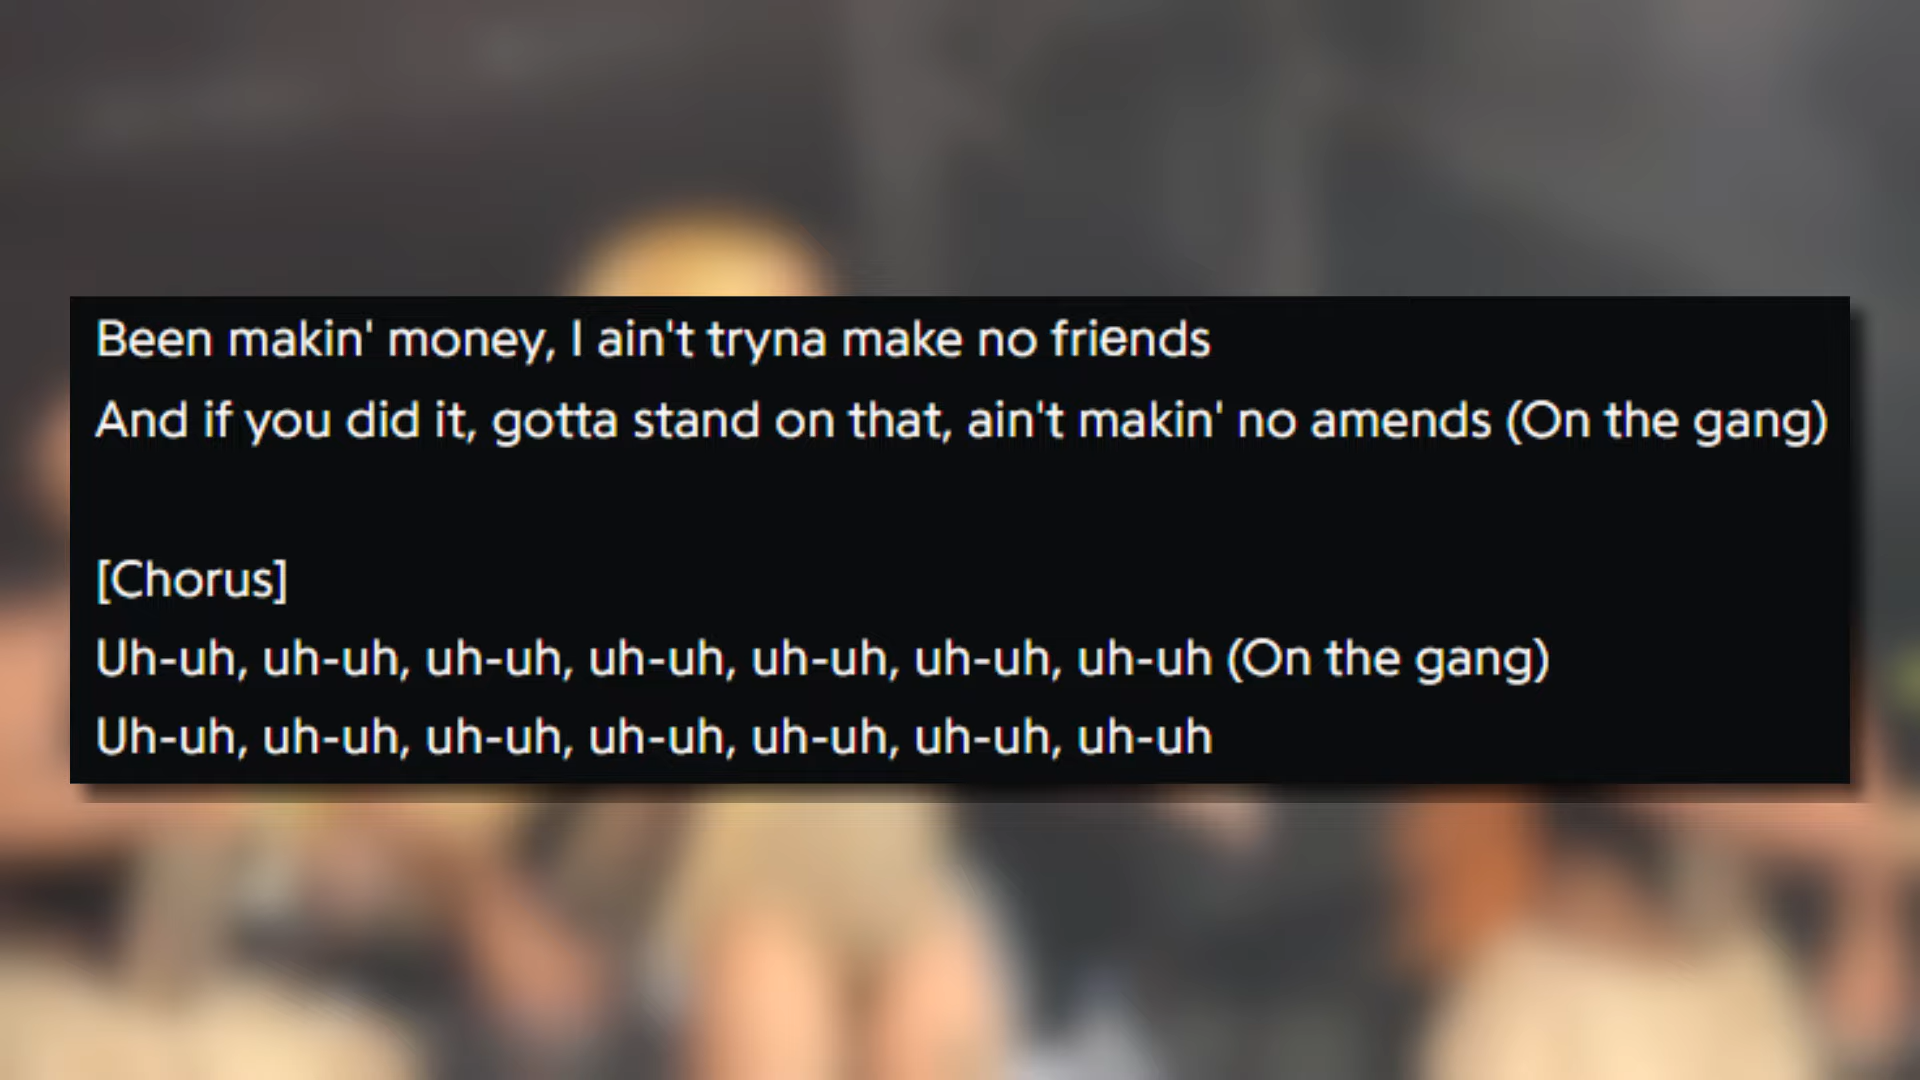 Been makin' money, I ain't tryna make no friends
And if you did it, gotta stand on that, ain't makin' no amends (On the gang)
[Chorus]
Uh-uh, uh-uh, uh-uh, uh-uh, uh-uh, uh-uh, uh-uh (On the gang)
Uh-uh, uh-uh, uh-uh, uh-uh, uh-uh, uh-uh, uh-uh